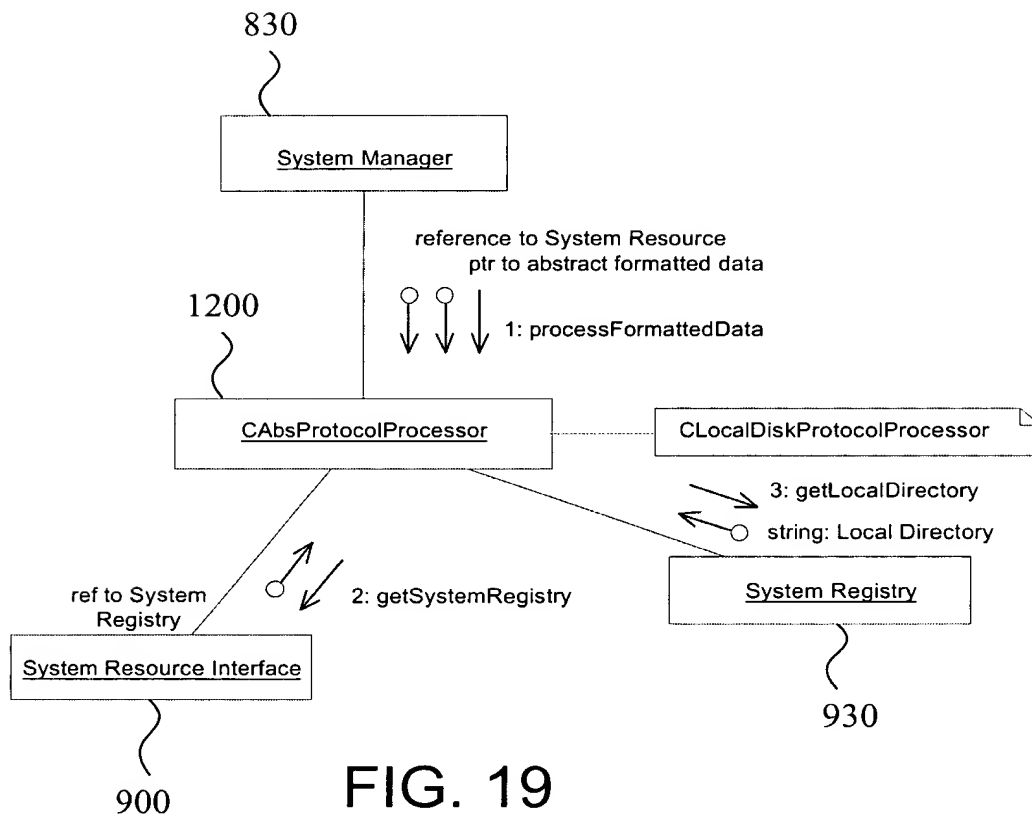 830
System Manager
reference to System Resource
ptr to abstract formatted data
1200
1: processFormattedData
CAbsProtocolProcessor
CLocalDiskProtocolProcessor
3: getLocalDirectory
string: Local Directory
ref to System
Registry
2: getSystemRegistry
System Registry
System Resource Interface
930
900
FIG. 19